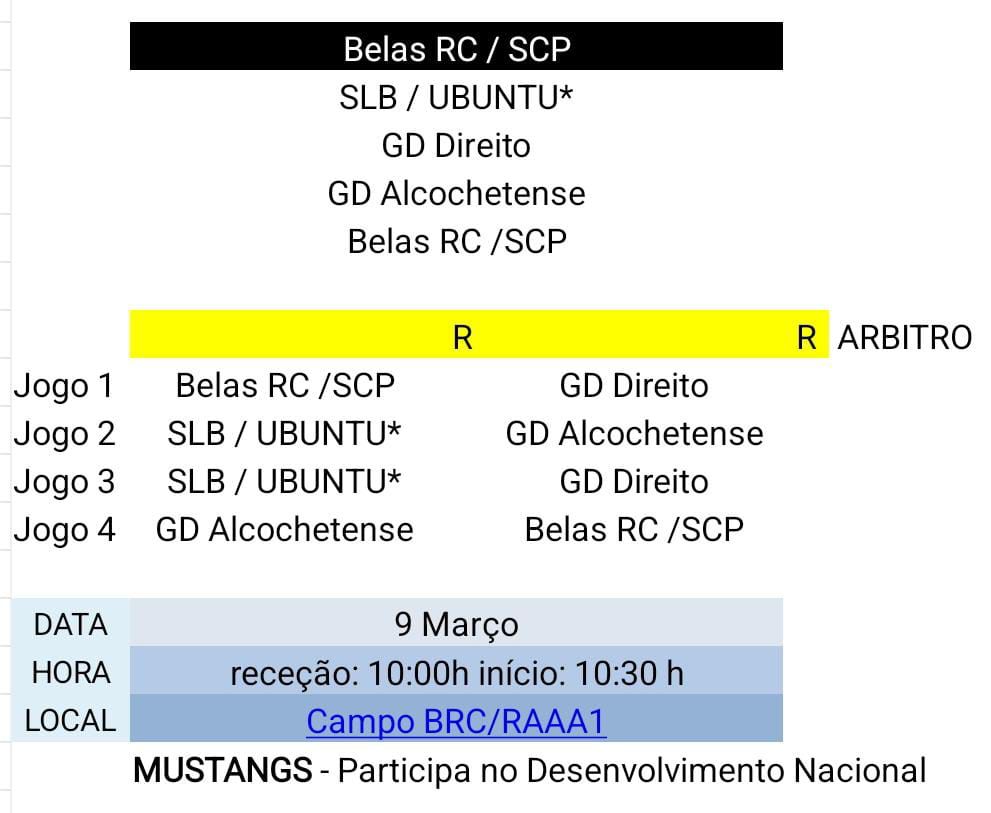 Belas RC / SCP
SLB / UBUNTU*
GD Direito
GD Alcochetense
Belas RC /SCP
R R ARBITRO
Jogo 1 Belas RC /SCP GD Direito
Jogo 2 SLB / UBUNTU* GD Alcochetense
Jogo 3 SLB / UBUNTU* GD Direito
Jogo 4 GD Alcochetense Belas RC /SCP
DATA 9 Março
HORA receção: 10:00h início: 10:30 h
LOCAL Campo BRC/RAAA1
MUSTANGS - Participa no Desenvolvimento Nacional